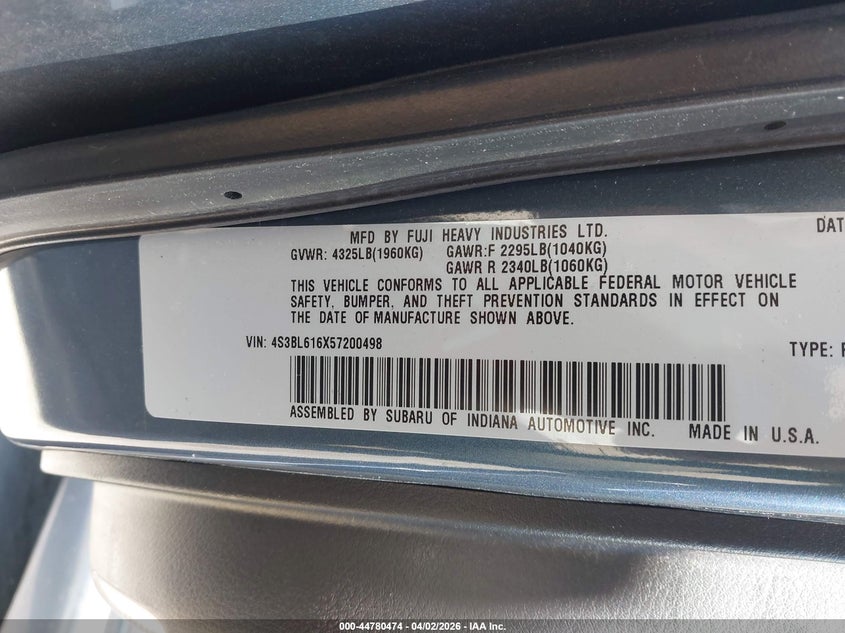 DAT
MFD BY FUJI HEAVY INDUSTRIES LTD.
GVWR: 4325LB(1960KG) GAWR:F 2295LB(1040KG)
GAWR R 2340LB(1060KG)
THIS VEHICLE CONFORMS TO ALL APPLICABLE FEDERAL MOTOR VEHICLE
SAFETY, BUMPER, AND THEFT PREVENTION STANDARDS IN EFFECT ON
THE DATE OF MANUFACTURE SHOWN ABOVE.
VIN: 4S3BL616X57200498
TYPE:
ASSEMBLED BY SUBARU OF INDIANA AUTOMOTIVE INC. MADE IN U.S.A.
000-44780474 - 04/02/2026 - IAA Inc.